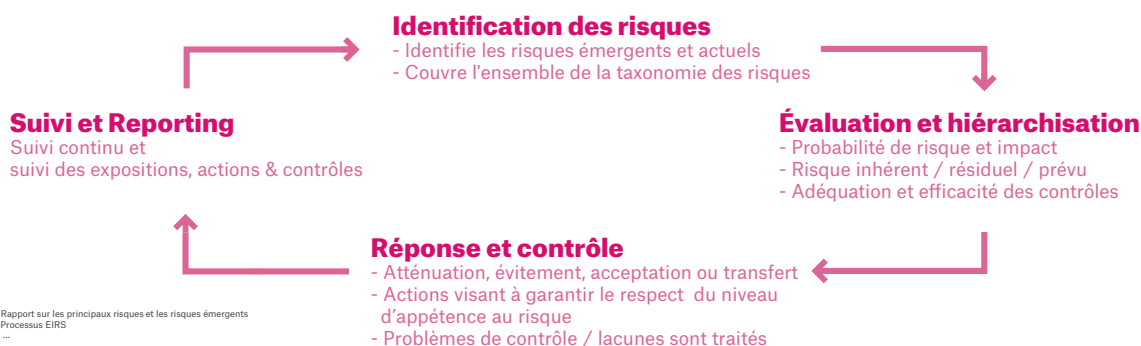 Identification des risques
- Identifie les risques émergents et actuels
- Couvre l'ensemble de la taxonomie des risques
Suivi et Reporting
Suivi continu et
suivi des expositions, actions & contrôles
Évaluation et hiérarchisation
- Probabilité de risque et impact
- Risque inhérent / résiduel / prévu
- Adéquation et efficacité des contrôles
Réponse et contrôle
- Atténuation, évitement, acceptation ou transfert
- Actions visant à garantir le respect du niveau
d'appétence au risque
- Problèmes de contrôle / lacunes sont traités
Rapport sur les principaux risques et les risques émergents
Processus EIRS
...